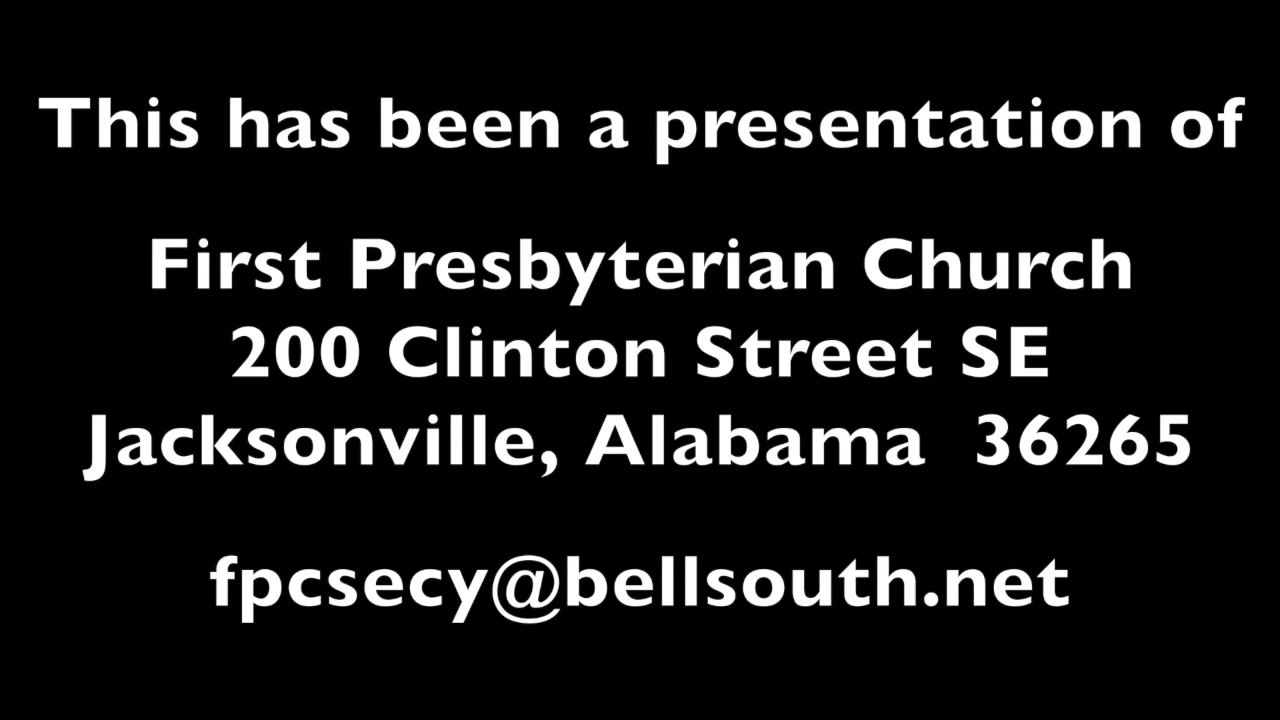 This has been a presentation of
First Presbyterian Church
200 Clinton Street SE
Jacksonville, Alabama  36265
fpcsecy@bellsouth.net